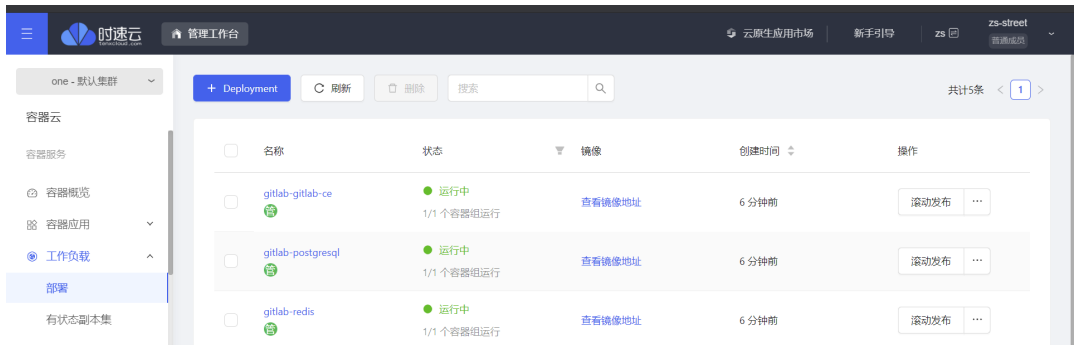 时速云 管理工作台 云原生应用市场 新手引导 zs zs-street
tenxcloud.com 普通成员
one - 默认集群
+ Deployment 刷新 删除 搜索 共计5条 < 1 >
容器云
容器服务
名称 状态 镜像 创建时间 操作
容器概览
容器应用
工作负载
部署
有状态副本集
gitlab-gitlab-ce 运行中 查看镜像地址 6 分钟前 滚动发布 ...
管 1/1 个容器组运行
gitlab-postgresql 运行中 查看镜像地址 6 分钟前 滚动发布 ...
管 1/1 个容器组运行
gitlab-redis 运行中 查看镜像地址 6 分钟前 滚动发布 ...
管 1/1 个容器组运行